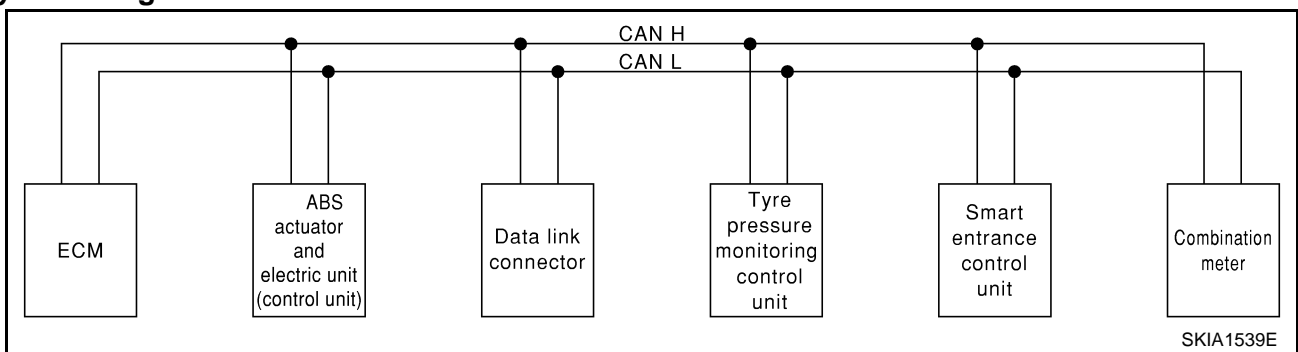 CAN H
CAN L
ECM
ABS
actuator
and
electric unit
(control unit)
Data link
connector
Tyre
pressure
monitoring
control
unit
Smart
entrance
control
unit
Combination
meter
SKIA1539E